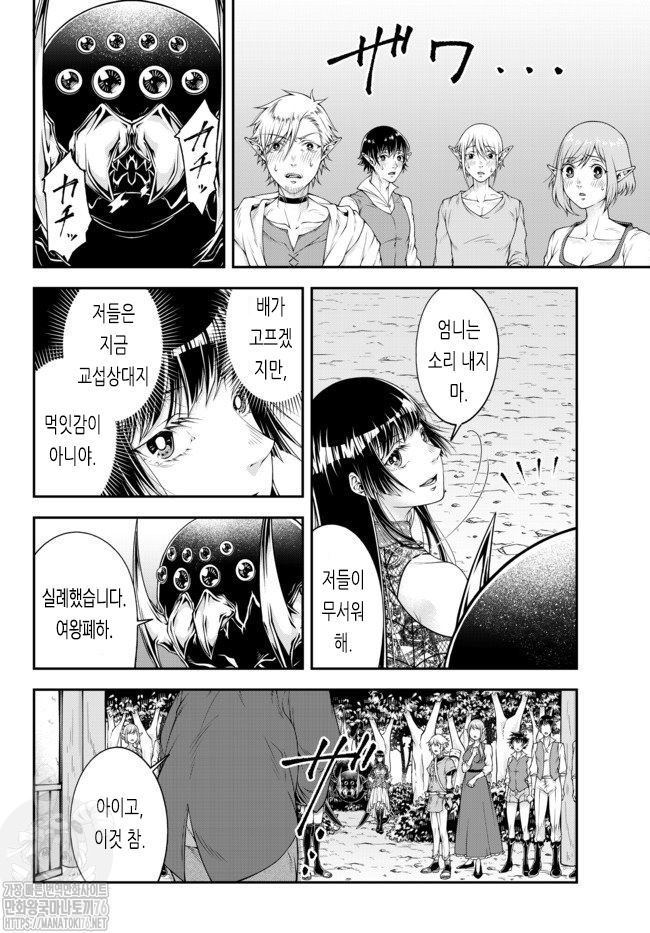 ザワ...
カチッ
カチッ
엄니는
소리 내지
마.
저들이
무서워
해.
배가
고프겠
지만,
저들은
지금
교섭상대지
먹잇감이
아니야.
실례했습니다.
여왕폐하.
아이고,
이것 참.
ザッ
가장 빠른 번역만화사이트
만화왕국마나토끼76
HTTPS://MANATOKI76.NET